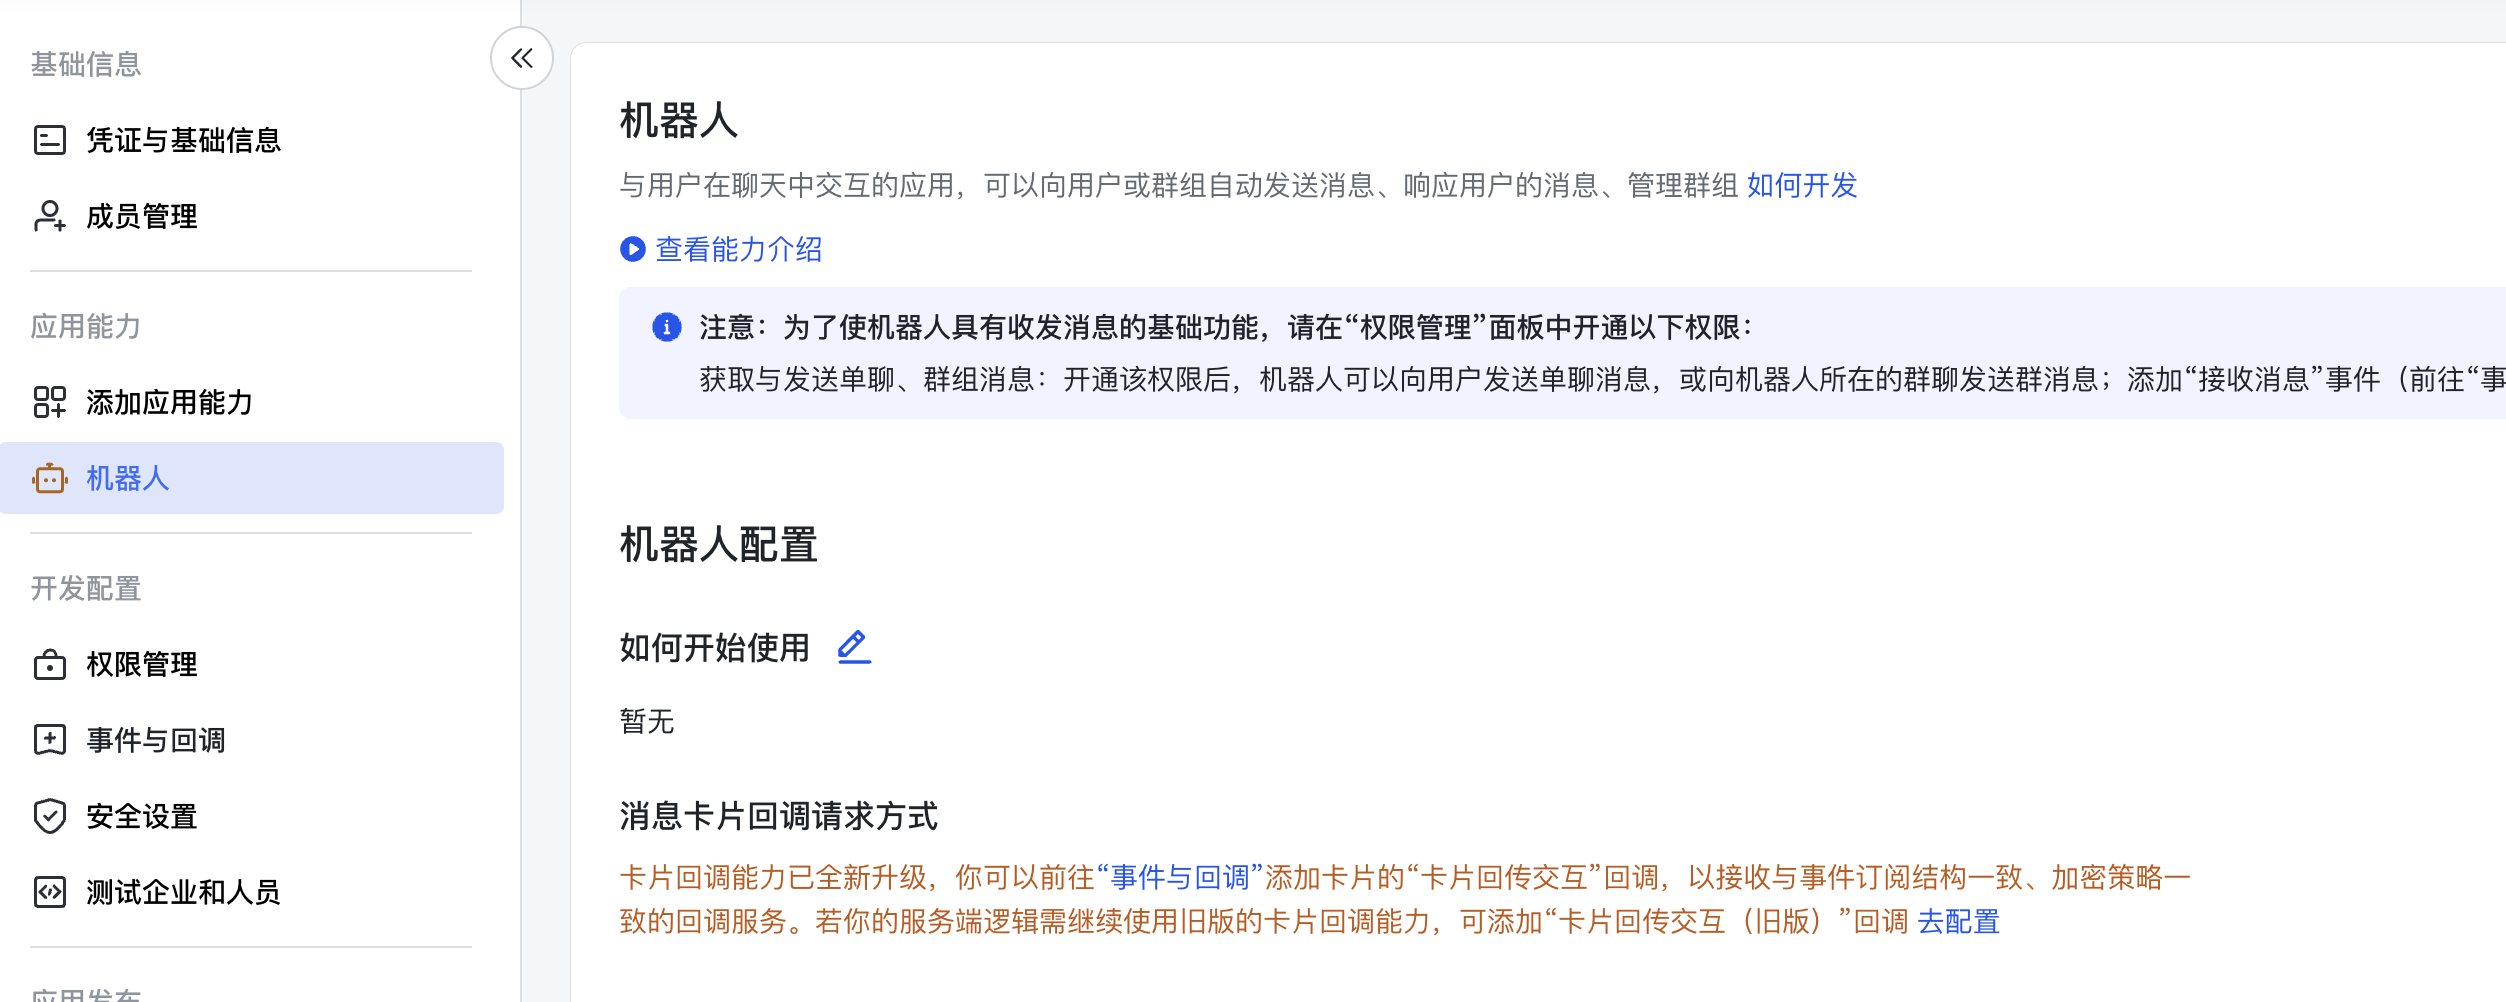 基础信息
凭证与基础信息
成员管理
应用能力
添加应用能力
机器人
开发配置
权限管理
事件与回调
安全设置
测试企业和人员
应用发布
机器人
与用户在聊天中交互的应用，可以向用户或群组自动发送消息、响应用户的消息、管理群组 如何开发
查看能力介绍
注意：为了使机器人具有收发消息的基础功能，请在“权限管理”面板中开通以下权限：
获取与发送单聊、群组消息：开通该权限后，机器人可以向用户发送单聊消息，或向机器人所在的群聊发送群消息；添加“接收消息”事件（前往“事
机器人配置
如何开始使用
暂无
消息卡片回调请求方式
卡片回调能力已全新升级，你可以前往“事件与回调”添加卡片的“卡片回传交互”回调，以接收与事件订阅结构一致、加密策略一
致的回调服务。若你的服务端逻辑需继续使用旧版的卡片回调能力，可添加“卡片回传交互（旧版）”回调 去配置